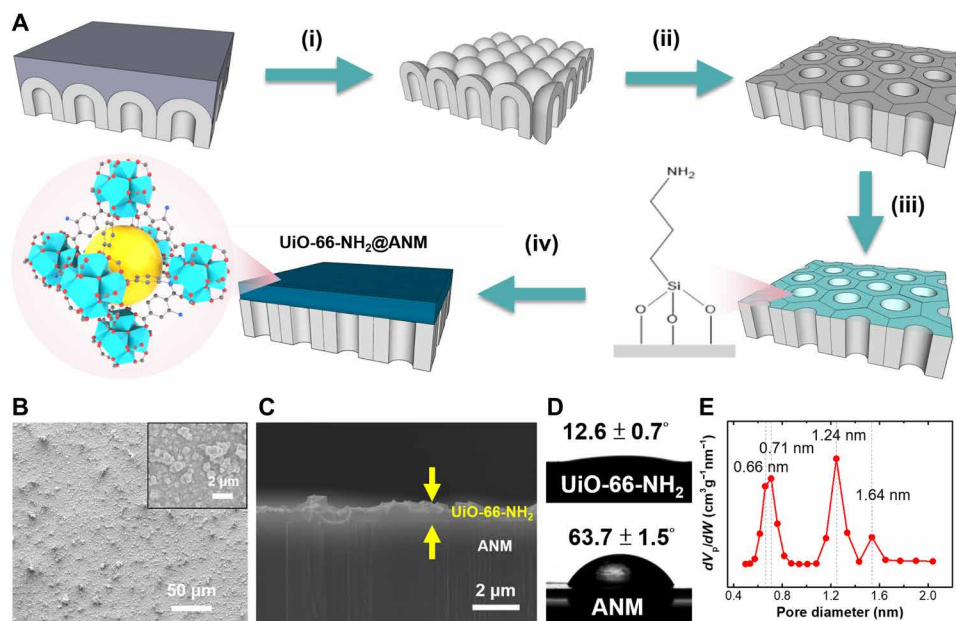 A
(i)
(ii)
(iii)
(iv)
NH₂
Si
O
O
O
UiO-66-NH₂@ANM
B
2 μm
50 μm
C
UiO-66-NH₂
ANM
2 μm
D
12.6 ± 0.7°
UiO-66-NH₂
63.7 ± 1.5°
ANM
E
0.66 nm
0.71 nm
1.24 nm
1.64 nm
dVₚ/dW (cm³g⁻¹nm⁻¹)
0.4 0.8 1.2 1.6 2.0
Pore diameter (nm)